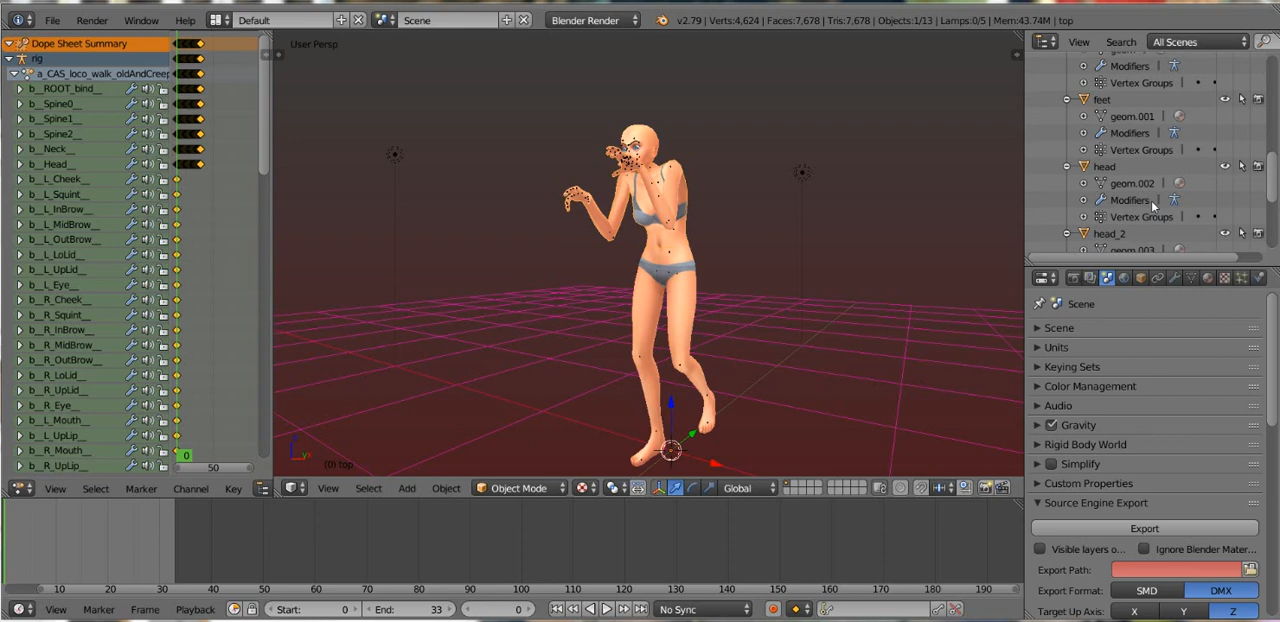 File Render Window Help Default Scene Blender Render v2.79 | Verts:4,624 | Faces:7,678 | Tris:7,678 | Objects:1/13 | Lamps:0/5 | Mem:43.74M | top
Dope Sheet Summary
rig
a_CAS_loco_walk_oldAndCreep
b__ROOT_bind__
b__Spine0__
b__Spine1__
b__Spine2__
b__Neck__
b__Head__
b__L_Cheek__
b__L_Squint__
b__L_InBrow__
b__L_MidBrow__
b__L_OutBrow__
b__L_LoLid__
b__L_UpLid__
b__L_Eye__
b__R_Cheek__
b__R_Squint__
b__R_InBrow__
b__R_MidBrow__
b__R_OutBrow__
b__R_LoLid__
b__R_UpLid__
b__R_Eye__
b__L_Mouth__
b__L_UpLip__
b__R_Mouth__
b__R_UpLip__
0
50
View Select Marker Channel Key
User Persp
(0) top
View Select Add Object Object Mode Global
View Search All Scenes
Modifiers
Vertex Groups
feet
geom.001
Modifiers
Vertex Groups
head
geom.002
Modifiers
Vertex Groups
head_2
geom.003
Scene
Scene
Units
Keying Sets
Color Management
Audio
Gravity
Rigid Body World
Simplify
Custom Properties
Source Engine Export
Export
Visible layers o... Ignore Blender Mater...
Export Path:
Export Format: SMD DMX
Target Up Axis: X Y Z
10 20 30 40 50 60 70 80 90 100 110 120 130 140 150 160 170 180 190
View Marker Frame Playback Start: 0 End: 33 0 No Sync